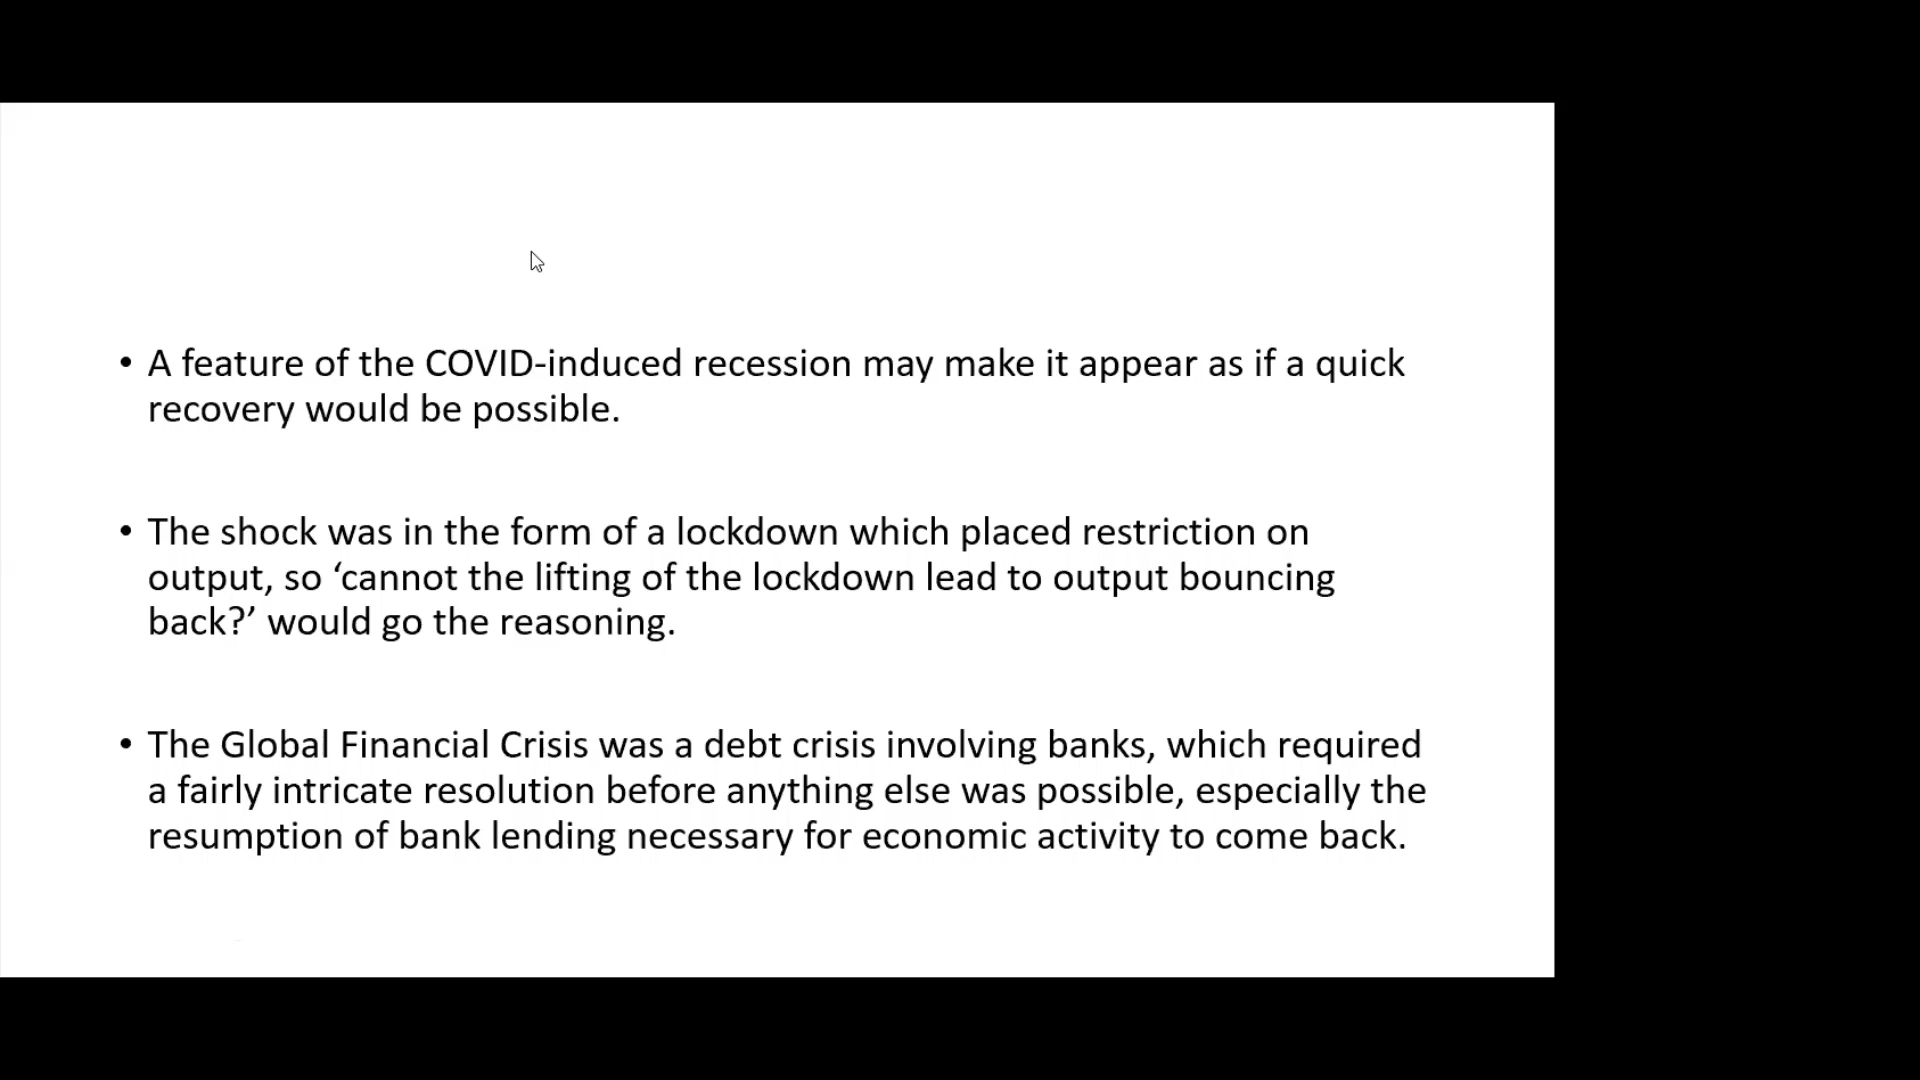 • A feature of the COVID-induced recession may make it appear as if a quick
recovery would be possible.
• The shock was in the form of a lockdown which placed restriction on
output, so ‘cannot the lifting of the lockdown lead to output bouncing
back?’ would go the reasoning.
• The Global Financial Crisis was a debt crisis involving banks, which required
a fairly intricate resolution before anything else was possible, especially the
resumption of bank lending necessary for economic activity to come back.